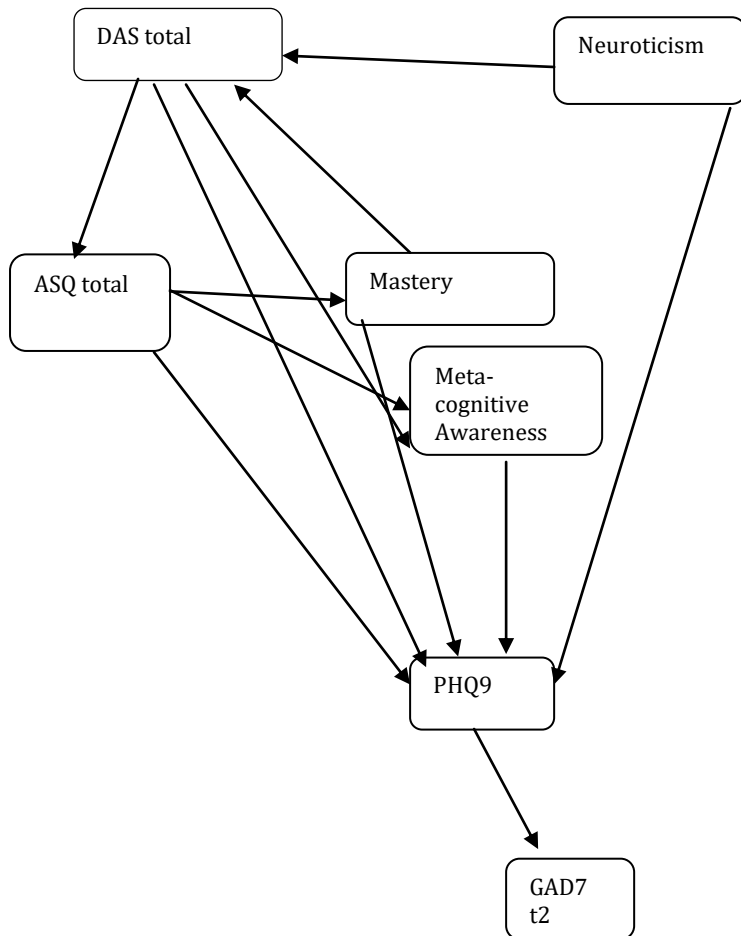 DAS total
Neuroticism
ASQ total
Mastery
Meta-
cognitive
Awareness
PHQ9
GAD7
t2